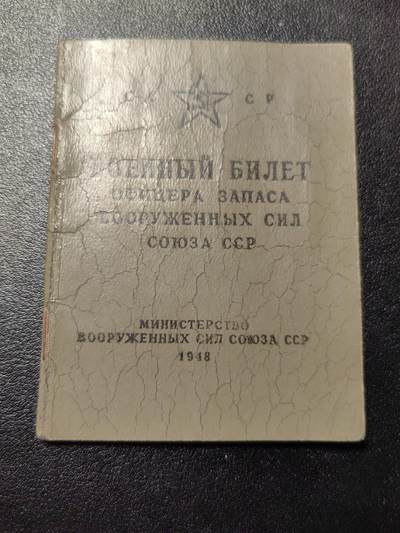 С С С Р
ВОЕННЫЙ БИЛЕТ
ОФИЦЕРА ЗАПАСА
ВООРУЖЕННЫХ СИЛ
СОЮЗА ССР
МИНИСТЕРСТВО
ВООРУЖЕННЫХ СИЛ СОЮЗА ССР
1948